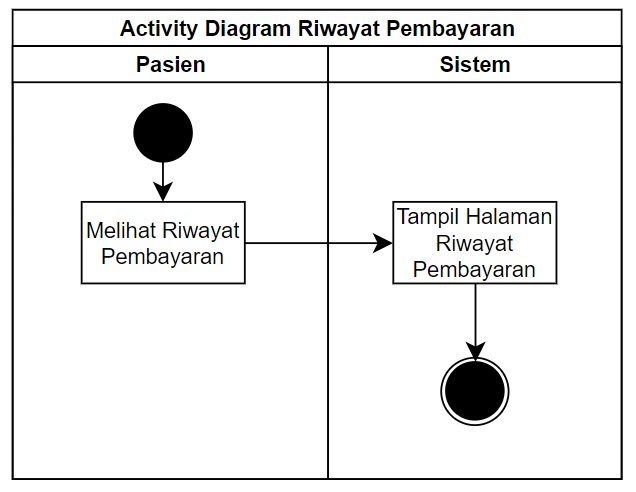 Activity Diagram Riwayat Pembayaran
Pasien
Sistem
Melihat Riwayat
Pembayaran
Tampil Halaman
Riwayat
Pembayaran